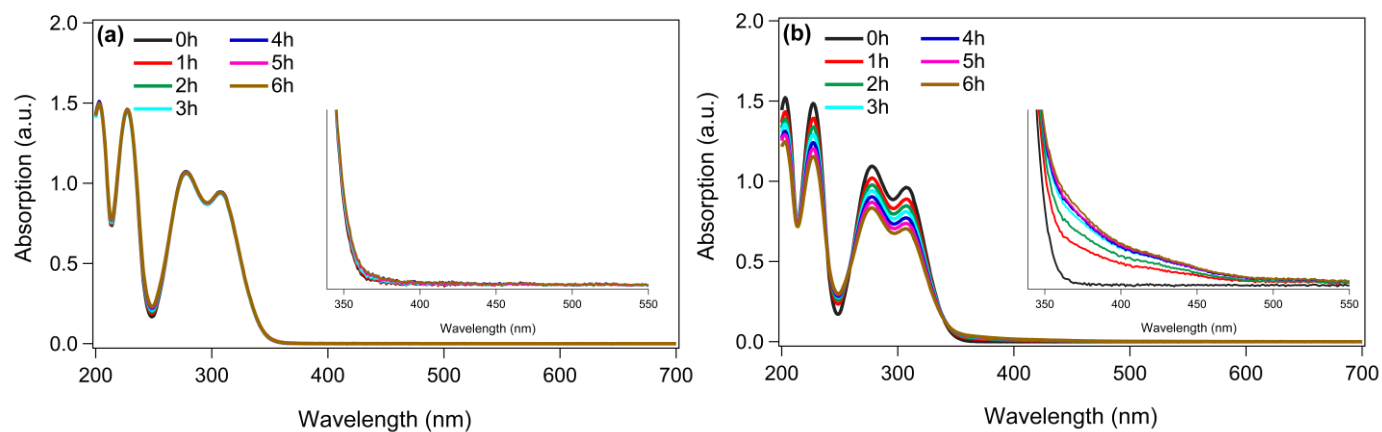 (a)
0h 4h
1h 5h
2h 6h
3h
2.0
1.5
1.0
0.5
0.0
Absorption (a.u.)
350 400 450 500 550
Wavelength (nm)
200 300 400 500 600 700
Wavelength (nm)
(b)
0h 4h
1h 5h
2h 6h
3h
2.0
1.5
1.0
0.5
0.0
Absorption (a.u.)
350 400 450 500 550
Wavelength (nm)
200 300 400 500 600 700
Wavelength (nm)